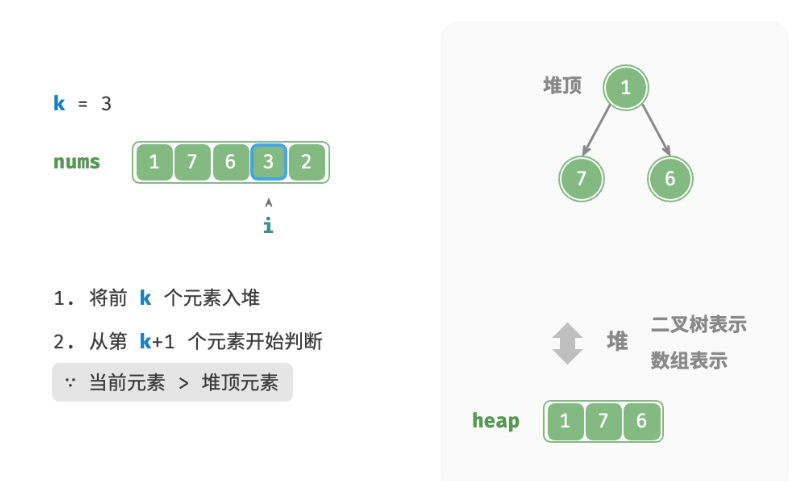 k = 3
nums 1 7 6 3 2
i
1. 将前 k 个元素入堆
2. 从第 k+1 个元素开始判断
∵ 当前元素 > 堆顶元素
堆顶 1
7 6
堆 二叉树表示
数组表示
heap 1 7 6